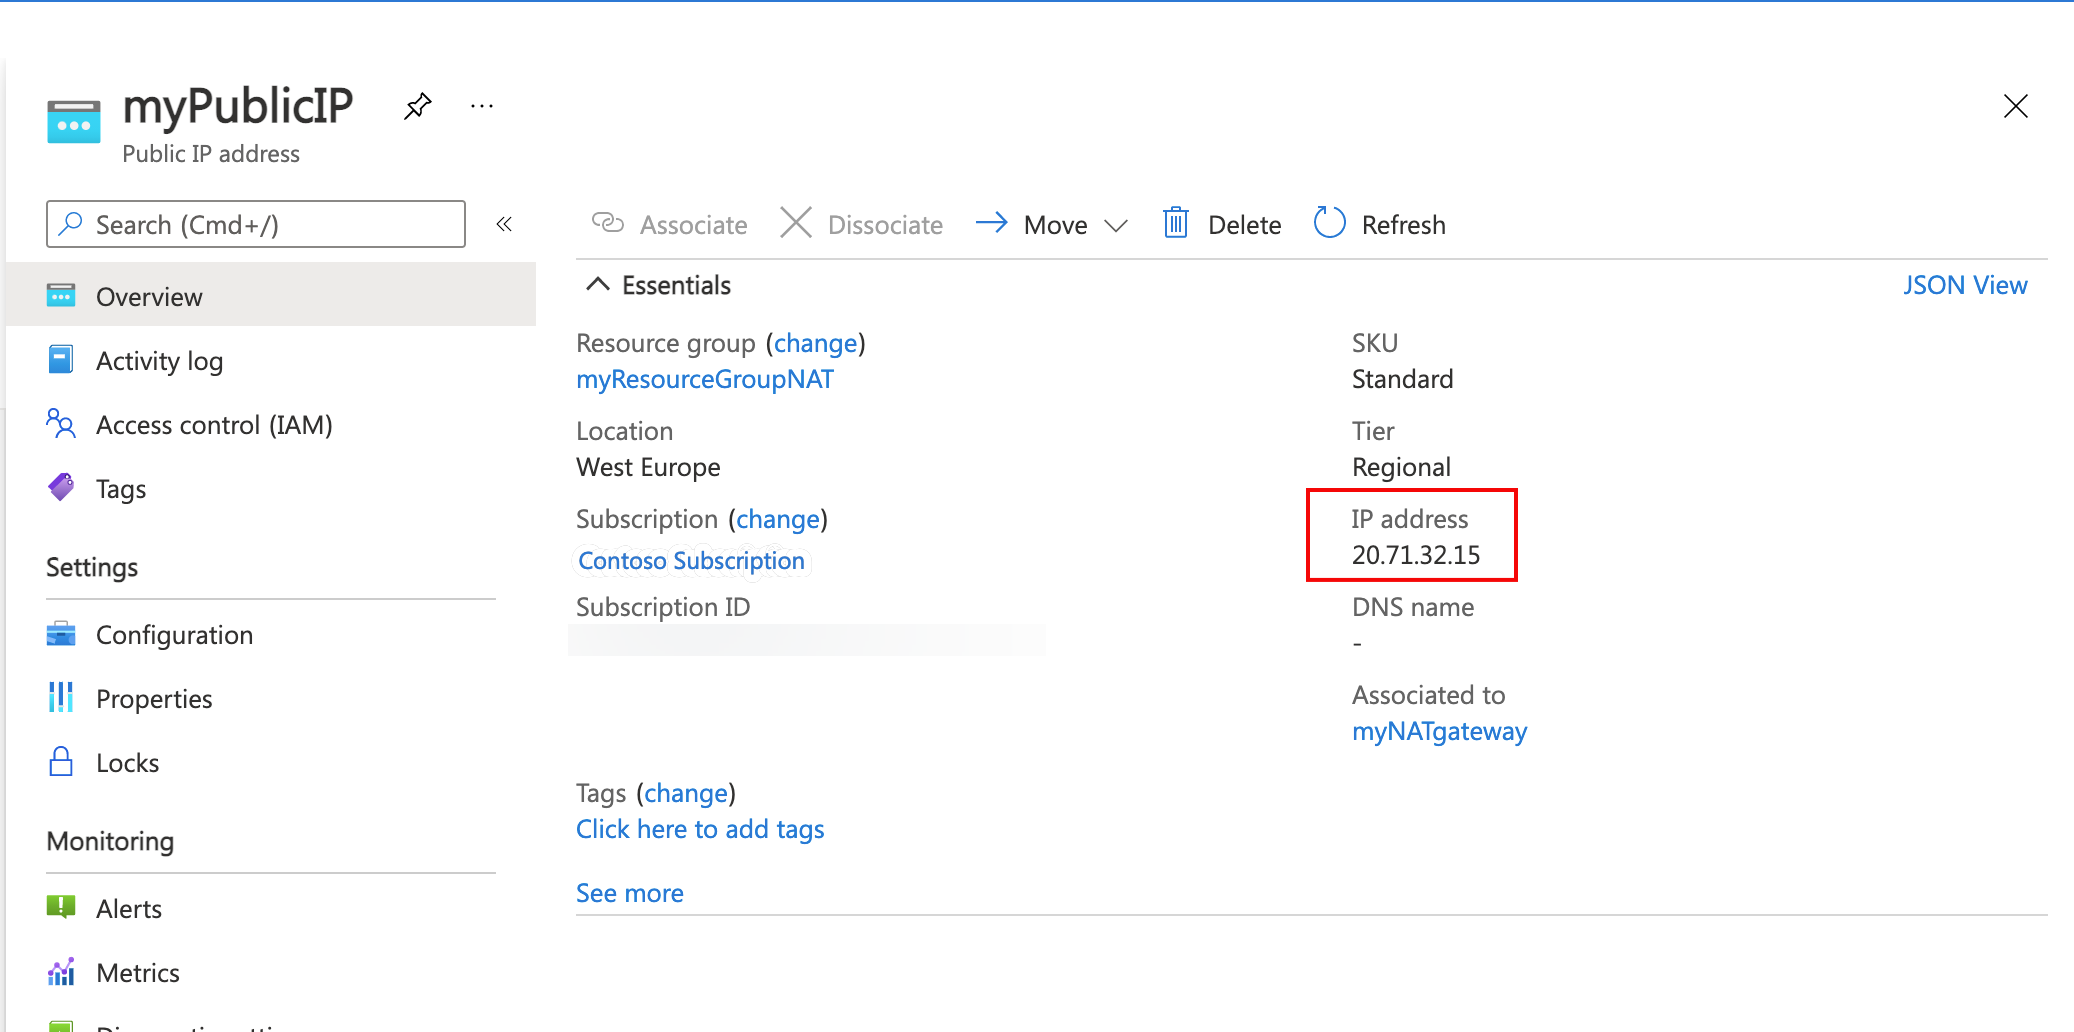 myPublicIP
...
Public IP address
Search (Cmd+/)
«
Overview
Activity log
Access control (IAM)
Tags
Settings
Configuration
Properties
Locks
Monitoring
Alerts
Metrics
Associate
Dissociate
Move
Delete
Refresh
Essentials
JSON View
Resource group (change)
myResourceGroupNAT
Location
West Europe
Subscription (change)
Contoso Subscription
Subscription ID
SKU
Standard
Tier
Regional
IP address
20.71.32.15
DNS name
-
Associated to
myNATgateway
Tags (change)
Click here to add tags
See more